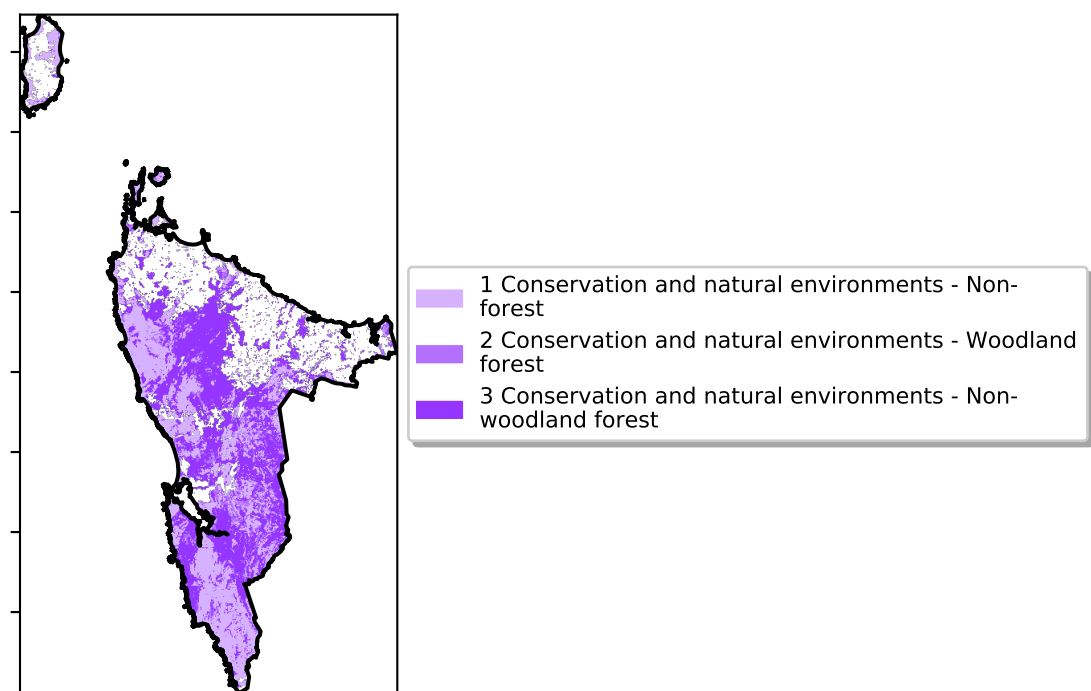 1 Conservation and natural environments - Non-
forest
2 Conservation and natural environments - Woodland
forest
3 Conservation and natural environments - Non-
woodland forest